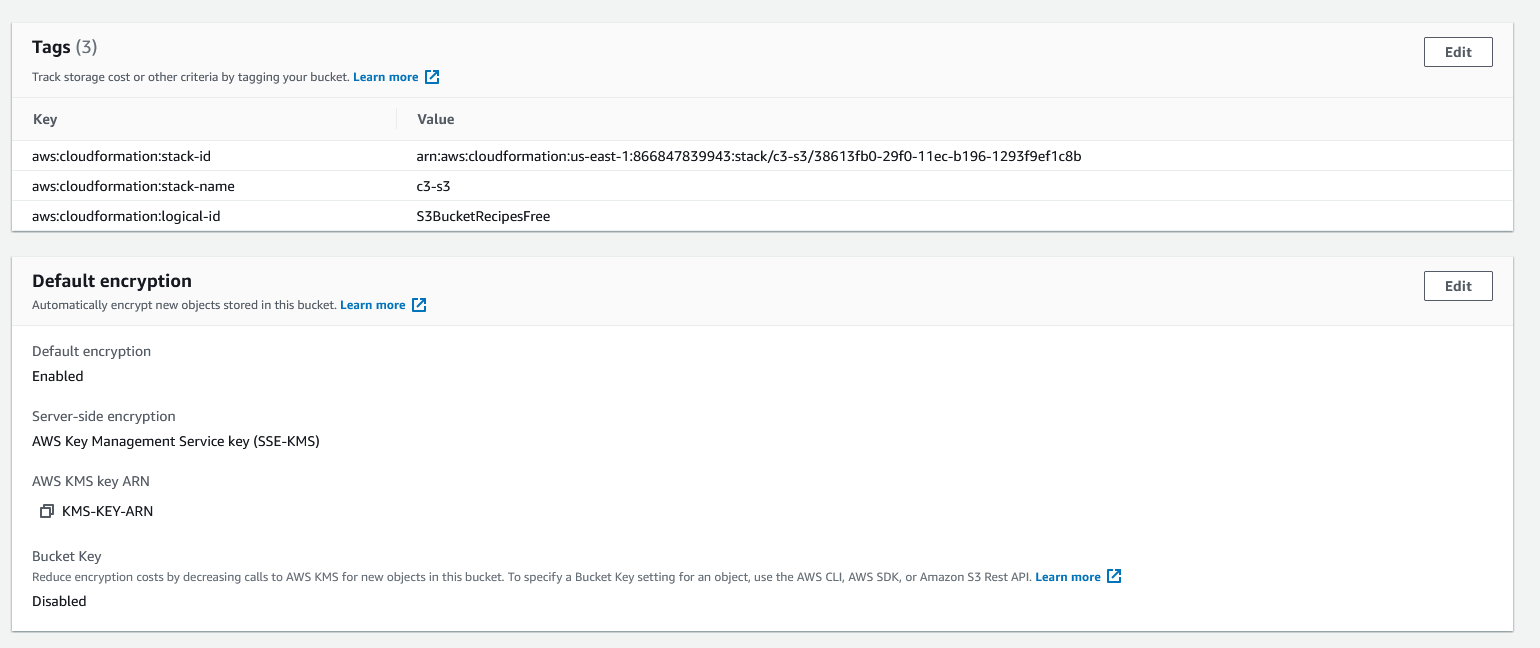 Tags (3)
Edit
Track storage cost or other criteria by tagging your bucket. Learn more
Key Value
aws:cloudformation:stack-id arn:aws:cloudformation:us-east-1:866847839943:stack/c3-s3/38613fb0-29f0-11ec-b196-1293f9ef1c8b
aws:cloudformation:stack-name c3-s3
aws:cloudformation:logical-id S3BucketRecipesFree
Default encryption
Edit
Automatically encrypt new objects stored in this bucket. Learn more
Default encryption
Enabled
Server-side encryption
AWS Key Management Service key (SSE-KMS)
AWS KMS key ARN
KMS-KEY-ARN
Bucket Key
Reduce encryption costs by decreasing calls to AWS KMS for new objects in this bucket. To specify a Bucket Key setting for an object, use the AWS CLI, AWS SDK, or Amazon S3 Rest API. Learn more
Disabled